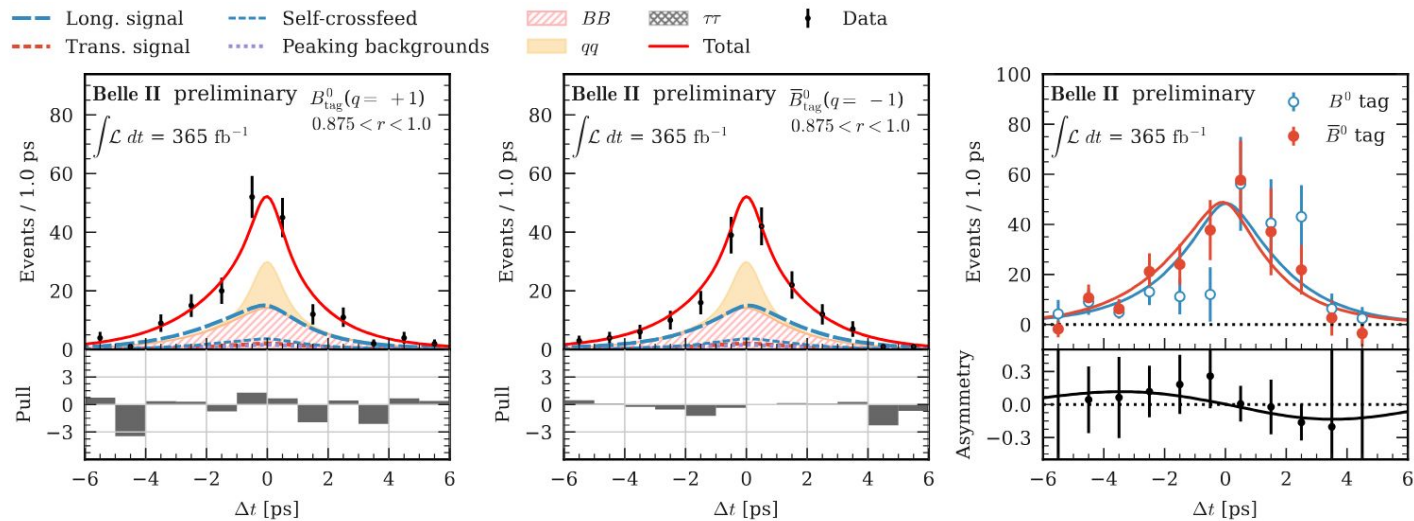 Long. signal Self-crossfeed BB ττ Data
Trans. signal Peaking backgrounds qq Total
Belle II preliminary B⁰tag(q = +1)
0.875 < r < 1.0
∫ℒ dt = 365 fb⁻¹
Events / 1.0 ps
80
60
40
20
0
Pull
3
0
−3
−6 −4 −2 0 2 4 6
Δt [ps]
Belle II preliminary B̅⁰tag(q = −1)
0.875 < r < 1.0
∫ℒ dt = 365 fb⁻¹
Events / 1.0 ps
80
60
40
20
0
Pull
3
0
−3
−6 −4 −2 0 2 4 6
Δt [ps]
Belle II preliminary
B⁰ tag
B̅⁰ tag
∫ℒ dt = 365 fb⁻¹
Events / 1.0 ps
100
80
60
40
20
0
Asymmetry
0.3
0.0
−0.3
−6 −4 −2 0 2 4 6
Δt [ps]